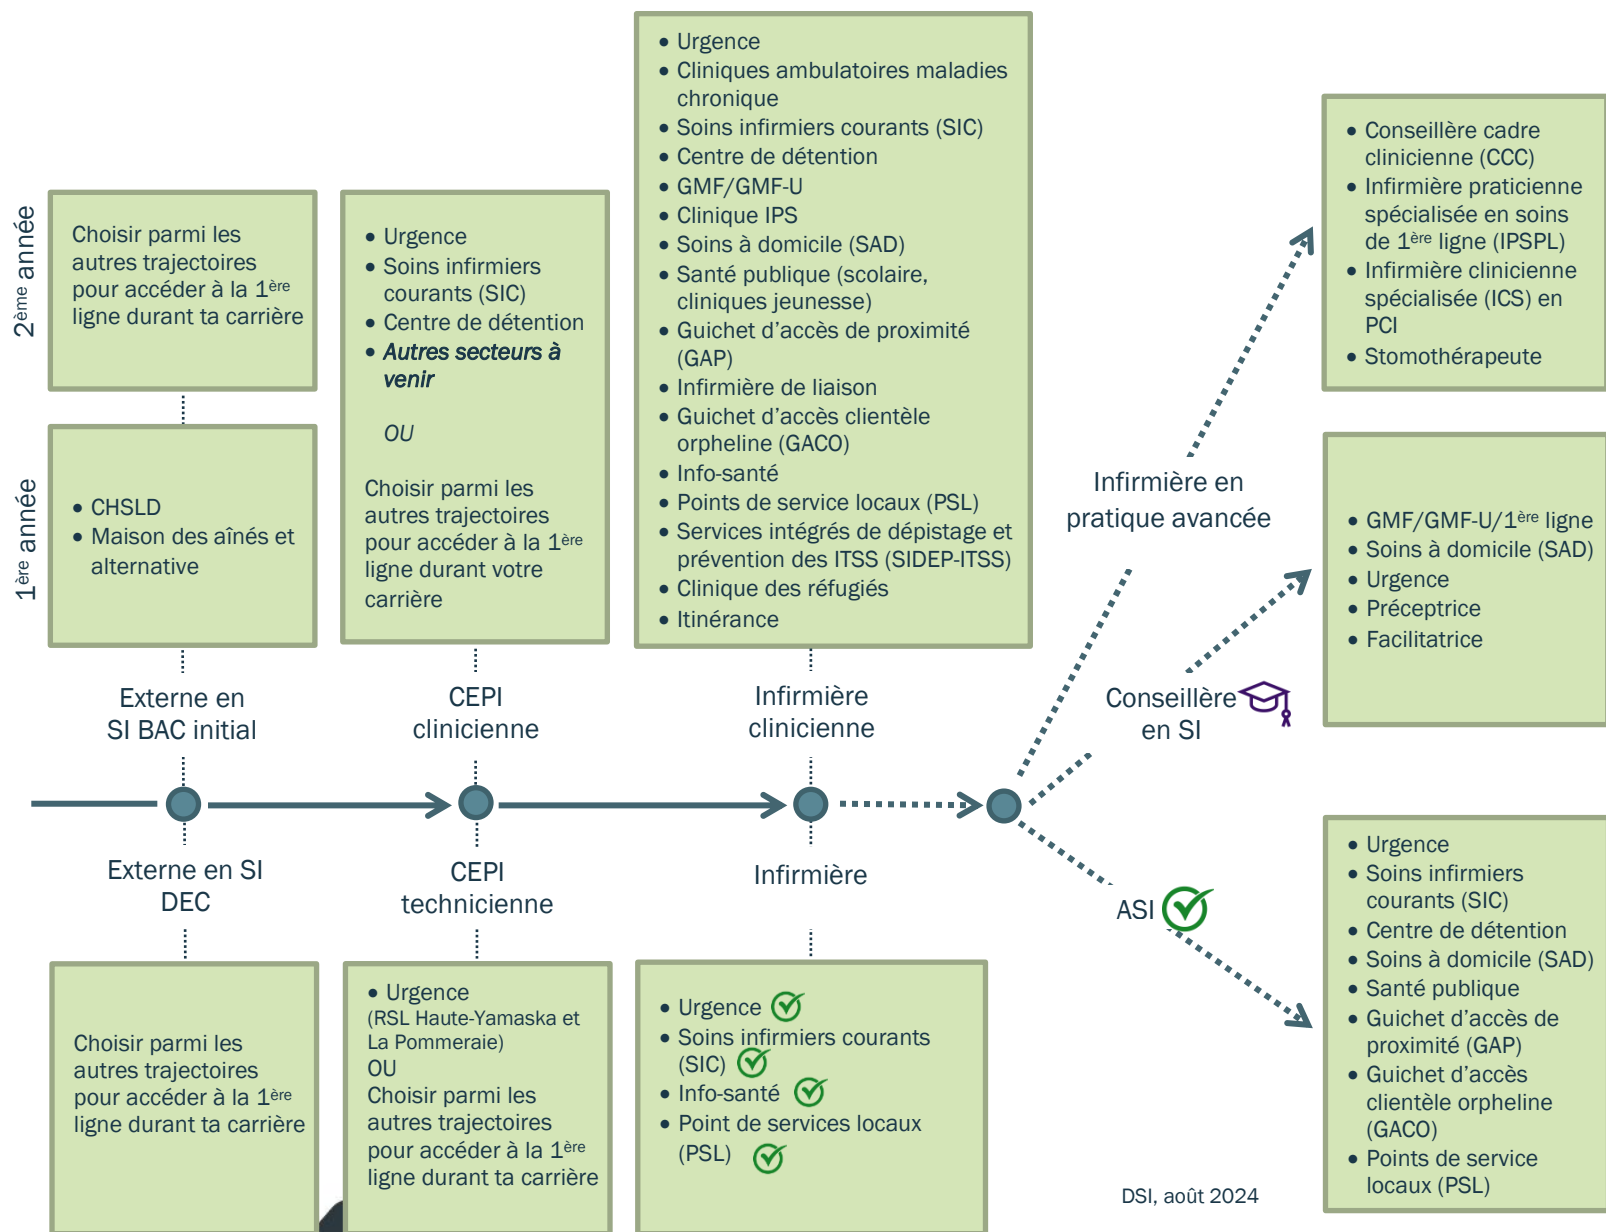 2ème année
Choisir parmi les
autres trajectoires
pour accéder à la 1ère
ligne durant ta carrière
1ère année
• CHSLD
• Maison des aînés et
alternative
Externe en
SI BAC initial
• Urgence
• Soins infirmiers
courants (SIC)
• Centre de détention
• Autres secteurs à
venir
OU
Choisir parmi les
autres trajectoires
pour accéder à la 1ère
ligne durant votre
carrière
CEPI
clinicienne
• Urgence
• Cliniques ambulatoires maladies
chronique
• Soins infirmiers courants (SIC)
• Centre de détention
• GMF/GMF-U
• Clinique IPS
• Soins à domicile (SAD)
• Santé publique (scolaire,
cliniques jeunesse)
• Guichet d'accès de proximité
(GAP)
• Infirmière de liaison
• Guichet d'accès clientèle
orpheline (GACO)
• Info-santé
• Points de service locaux (PSL)
• Services intégrés de dépistage et
prévention des ITSS (SIDEP-ITSS)
• Clinique des réfugiés
• Itinérance
Infirmière
clinicienne
Infirmière en
pratique avancée
• Conseillère cadre
clinicienne (CCC)
• Infirmière praticienne
spécialisée en soins
de 1ère ligne (IPSPL)
• Infirmière clinicienne
spécialisée (ICS) en
PCI
• Stomothérapeute
Conseillère
en SI
• GMF/GMF-U/1ère ligne
• Soins à domicile (SAD)
• Urgence
• Préceptrice
• Facilitatrice
Externe en SI
DEC
Choisir parmi les
autres trajectoires
pour accéder à la 1ère
ligne durant ta carrière
CEPI
technicienne
• Urgence
(RSL Haute-Yamaska et
La Pommeraie)
OU
Choisir parmi les
autres trajectoires
pour accéder à la 1ère
ligne durant ta carrière
Infirmière
• Urgence
• Soins infirmiers courants
(SIC)
• Info-santé
• Point de services locaux
(PSL)
ASI
• Urgence
• Soins infirmiers
courants (SIC)
• Centre de détention
• Soins à domicile (SAD)
• Santé publique
• Guichet d'accès de
proximité (GAP)
• Guichet d'accès
clientèle orpheline
(GACO)
• Points de service
locaux (PSL)
DSI, août 2024